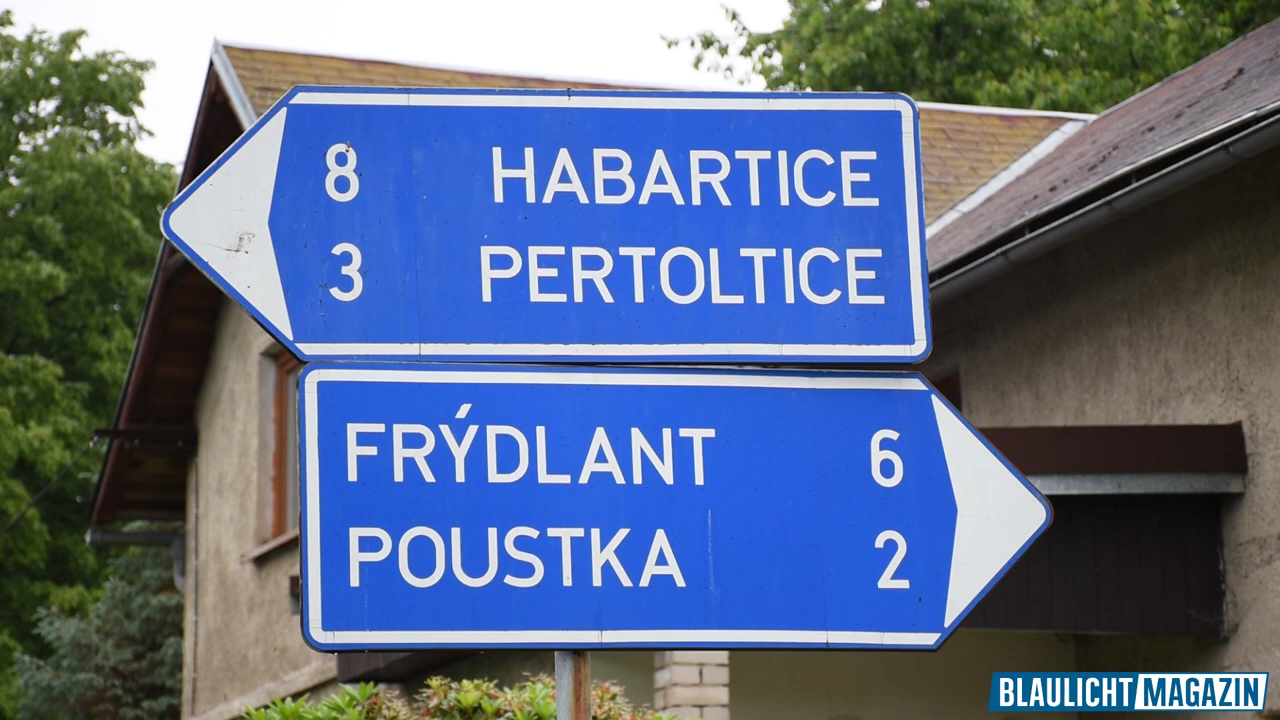 8 HABARTICE
3 PERTOLTICE
FRÝDLANT 6
POUSTKA 2
BLAULICHT MAGAZIN